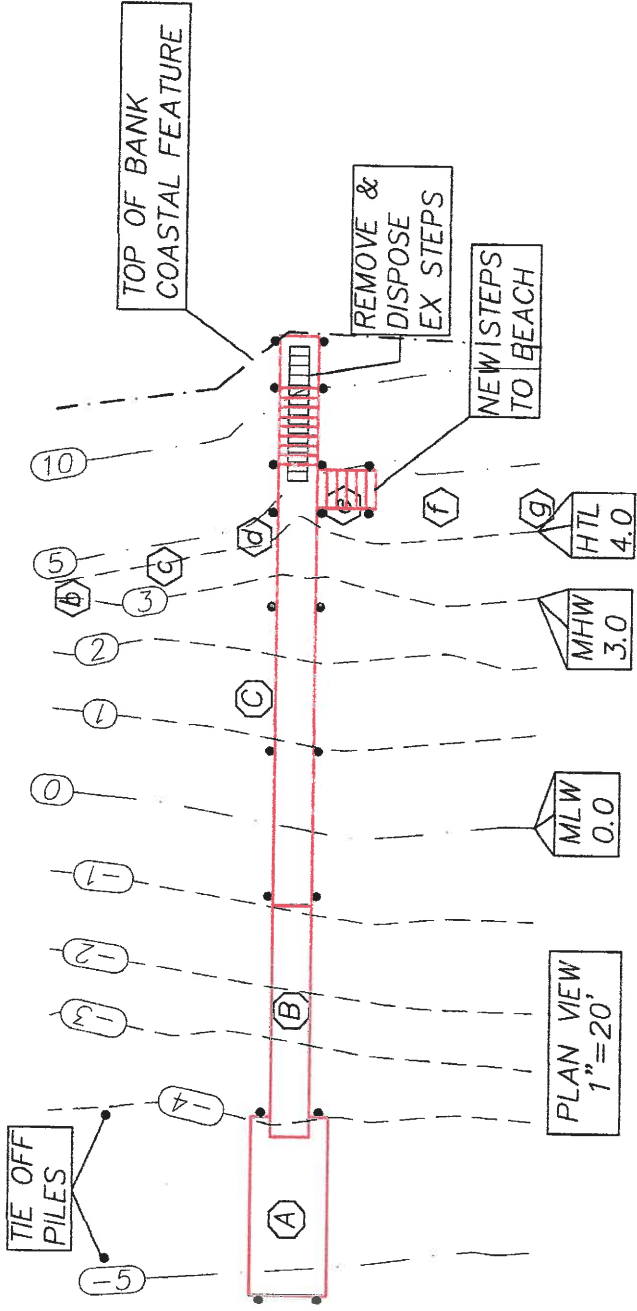 TOP OF BANK
COASTAL FEATURE
REMOVE &
DISPOSE
EX STEPS
NEW STEPS
TO BEACH
10
5
3
2
1
0
-1
-2
-3
-4
-5
b
c
d
e
f
g
C
B
A
HTL
4.0
MHW
3.0
MLW
0.0
PLAN VIEW
1"=20'
TIE OFF
PILES